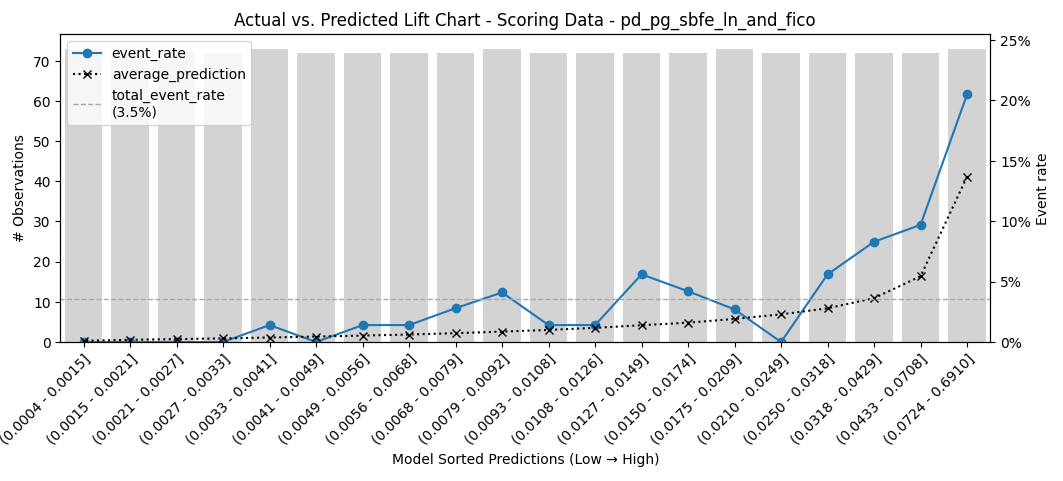 Actual vs. Predicted Lift Chart - Scoring Data - pd_pg_sbfe_ln_and_fico
event_rate
average_prediction
total_event_rate
(3.5%)
# Observations
70
60
50
40
30
20
10
0
25%
20%
15%
10%
5%
0%
Event rate
(0.0004 - 0.0015]
(0.0015 - 0.0021]
(0.0021 - 0.0027]
(0.0027 - 0.0033]
(0.0033 - 0.0041]
(0.0041 - 0.0049]
(0.0049 - 0.0056]
(0.0056 - 0.0068]
(0.0068 - 0.0079]
(0.0079 - 0.0092]
(0.0093 - 0.0108]
(0.0108 - 0.0126]
(0.0127 - 0.0149]
(0.0150 - 0.0174]
(0.0175 - 0.0209]
(0.0210 - 0.0249]
(0.0250 - 0.0318]
(0.0318 - 0.0429]
(0.0433 - 0.0708]
(0.0724 - 0.6910]
Model Sorted Predictions (Low → High)